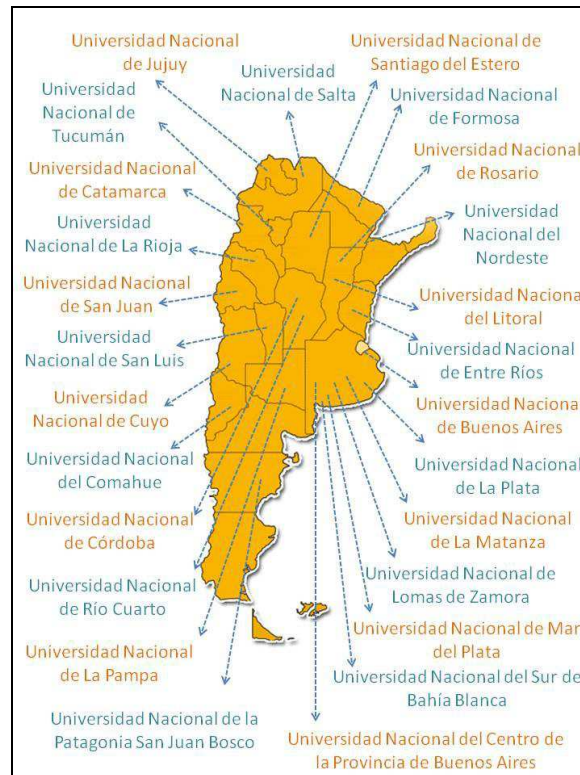 Universidad Nacional
de Jujuy
Universidad Nacional de
Santiago del Estero
Universidad
Nacional de Salta
Universidad
Nacional de
Tucumán
Universidad Nacional
de Formosa
Universidad Nacional
de Catamarca
Universidad Nacional
de Rosario
Universidad
Nacional de La Rioja
Universidad
Nacional del
Nordeste
Universidad Nacional
de San Juan
Universidad Nacional
del Litoral
Universidad
Nacional de San Luis
Universidad Nacional
de Entre Ríos
Universidad
Nacional de Cuyo
Universidad Nacional
de Buenos Aires
Universidad Nacional
del Comahue
Universidad Nacional
de La Plata
Universidad Nacional
de Córdoba
Universidad Nacional
de La Matanza
Universidad Nacional
de Río Cuarto
Universidad Nacional de
Lomas de Zamora
Universidad Nacional
de La Pampa
Universidad Nacional de Mar
del Plata
Universidad Nacional del Sur de
Bahía Blanca
Universidad Nacional de la
Patagonia San Juan Bosco
Universidad Nacional del Centro de
la Provincia de Buenos Aires